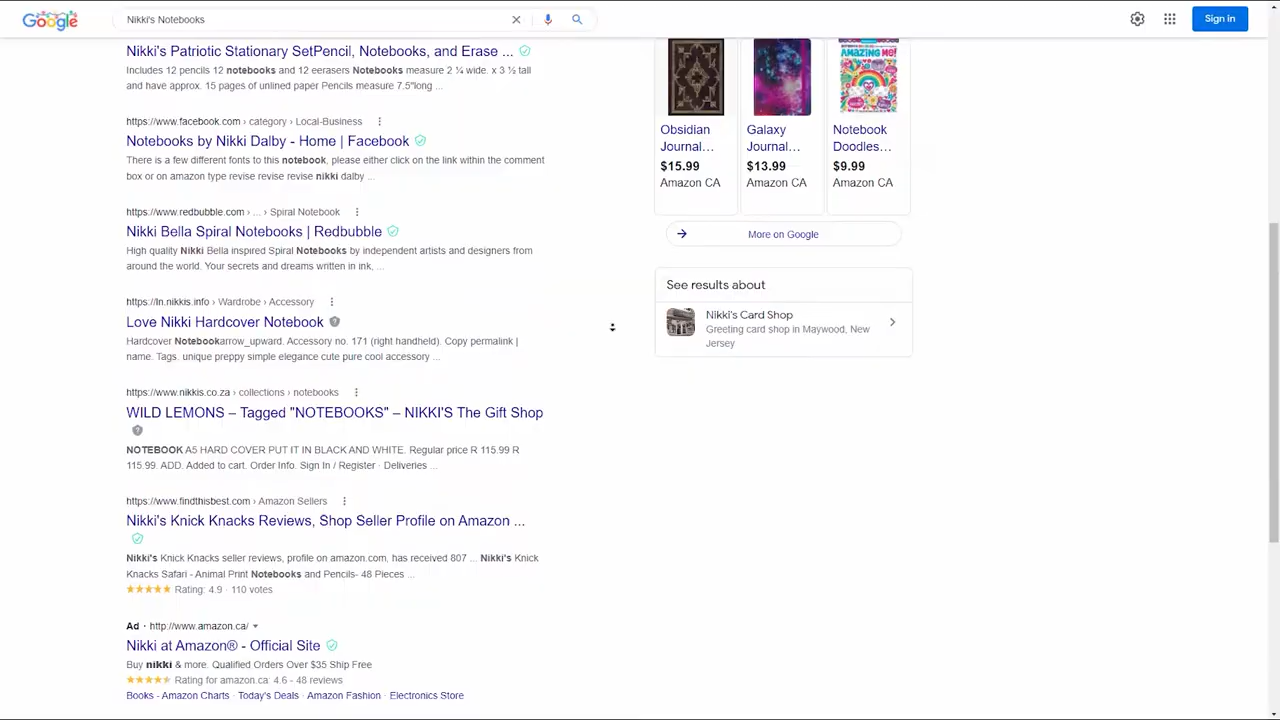 Google
Nikki's Notebooks
Sign in
Nikki's Patriotic Stationary SetPencil, Notebooks, and Erase ...
Includes 12 pencils 12 notebooks and 12 eerasers Notebooks measure 2 ¼ wide. x 3 ½ tall
and have approx. 15 pages of unlined paper Pencils measure 7.5"long ...
https://www.facebook.com › category › Local-Business
Notebooks by Nikki Dalby - Home | Facebook
There is a few different fonts to this notebook, please either click on the link within the comment
box or on amazon type revise revise revise nikki dalby ...
https://www.redbubble.com › ... › Spiral Notebook
Nikki Bella Spiral Notebooks | Redbubble
High quality Nikki Bella inspired Spiral Notebooks by independent artists and designers from
around the world. Your secrets and dreams written in ink, ...
https://ln.nikkis.info › Wardrobe › Accessory
Love Nikki Hardcover Notebook
Hardcover Notebookarrow_upward. Accessory no. 171 (right handheld). Copy permalink |
name. Tags. unique preppy simple elegance cute pure cool accessory ...
https://www.nikkis.co.za › collections › notebooks
WILD LEMONS – Tagged "NOTEBOOKS" – NIKKI'S The Gift Shop
NOTEBOOK A5 HARD COVER PUT IT IN BLACK AND WHITE. Regular price R 115.99 R
115.99. ADD. Added to cart. Order Info. Sign In / Register · Deliveries ...
https://www.findthisbest.com › Amazon Sellers
Nikki's Knick Knacks Reviews, Shop Seller Profile on Amazon ...
Nikki's Knick Knacks seller reviews, profile on amazon.com, has received 807 ... Nikki's Knick
Knacks Safari - Animal Print Notebooks and Pencils- 48 Pieces ...
Rating: 4.9 · 110 votes
Ad · http://www.amazon.ca/
Nikki at Amazon® - Official Site
Buy nikki & more. Qualified Orders Over $35 Ship Free
Rating for amazon.ca: 4.6 - 48 reviews
Books - Amazon Charts · Today's Deals · Amazon Fashion · Electronics Store
AMAZING ME!
Obsidian
Journal...
$15.99
Amazon CA
Galaxy
Journal...
$13.99
Amazon CA
Notebook
Doodles...
$9.99
Amazon CA
More on Google
See results about
Nikki's Card Shop
Greeting card shop in Maywood, New
Jersey